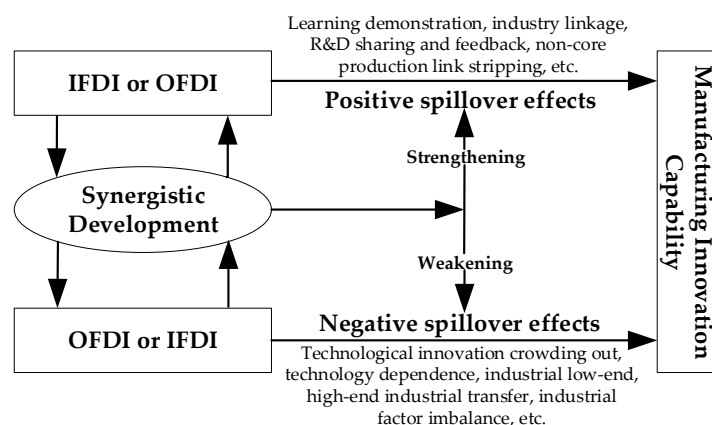 Learning demonstration, industry linkage,
R&D sharing and feedback, non-core
production link stripping, etc.
IFDI or OFDI
Positive spillover effects
Strengthening
Synergistic
Development
Weakening
Negative spillover effects
OFDI or IFDI
Technological innovation crowding out,
technology dependence, industrial low-end,
high-end industrial transfer, industrial
factor imbalance, etc.
Manufacturing Innovation
Capability